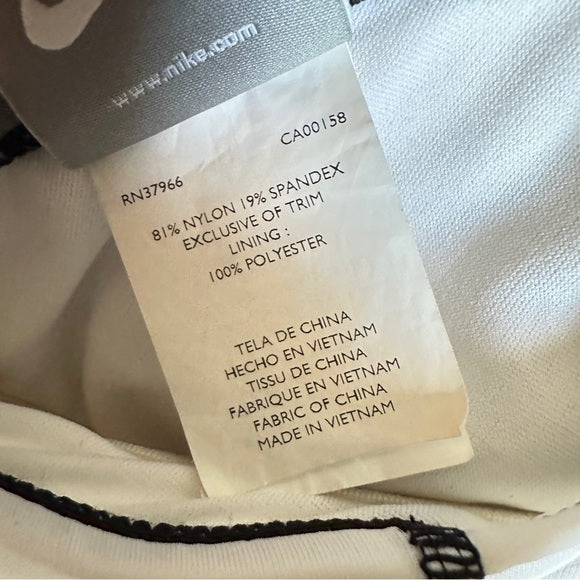 www.nike.com
RN37966 CA00158
81% NYLON 19% SPANDEX
EXCLUSIVE OF TRIM
LINING :
100% POLYESTER
TELA DE CHINA
HECHO EN VIETNAM
TISSU DE CHINA
FABRIQUE EN VIETNAM
FABRIC OF CHINA
MADE IN VIETNAM